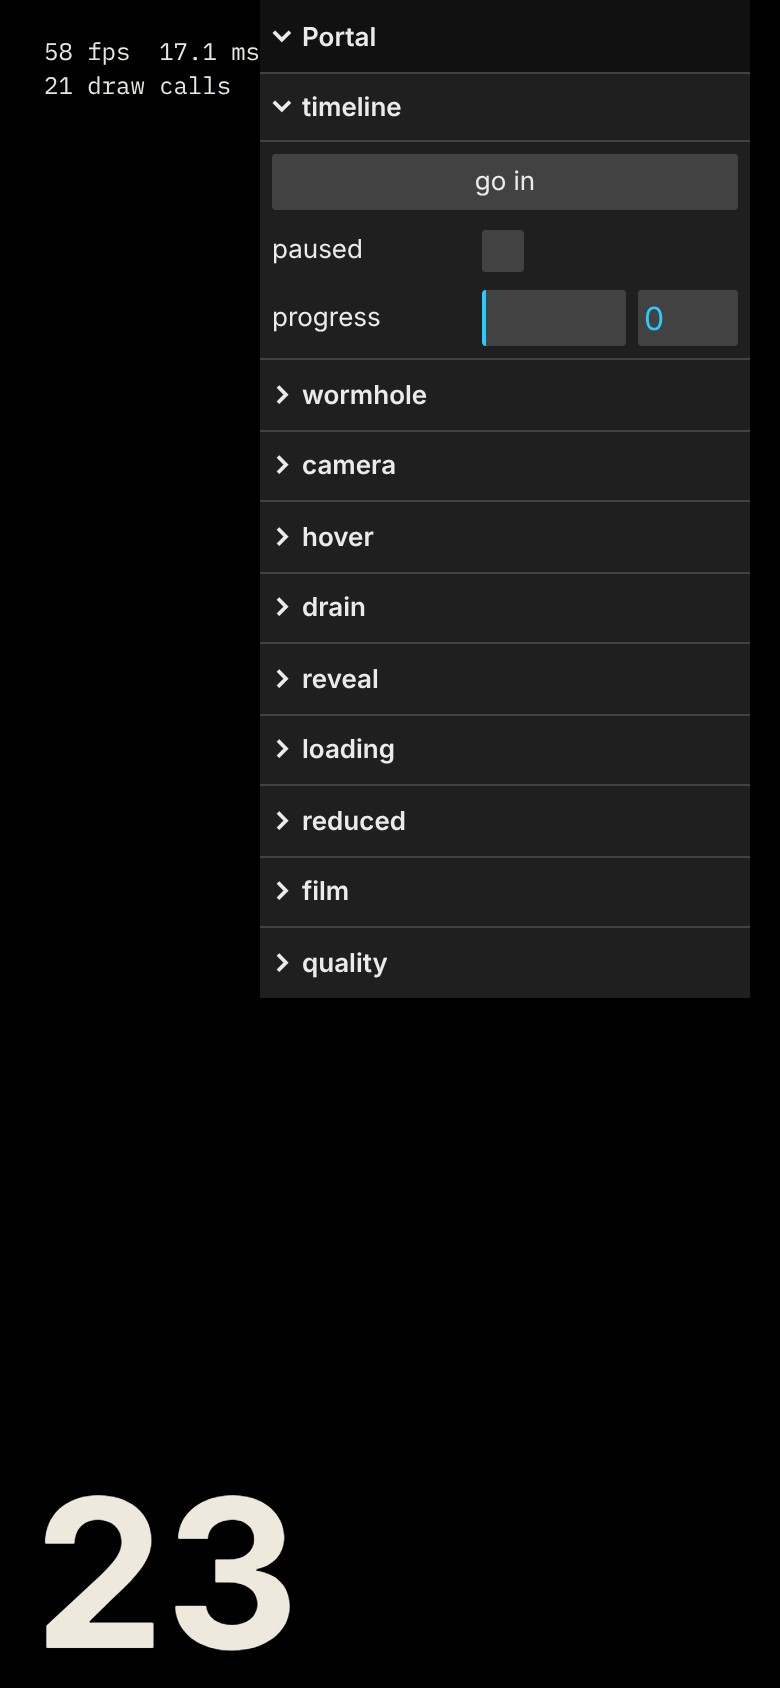 58 fps  17.1 ms
21 draw calls
Portal
timeline
go in
paused
progress 0
wormhole
camera
hover
drain
reveal
loading
reduced
film
quality
23